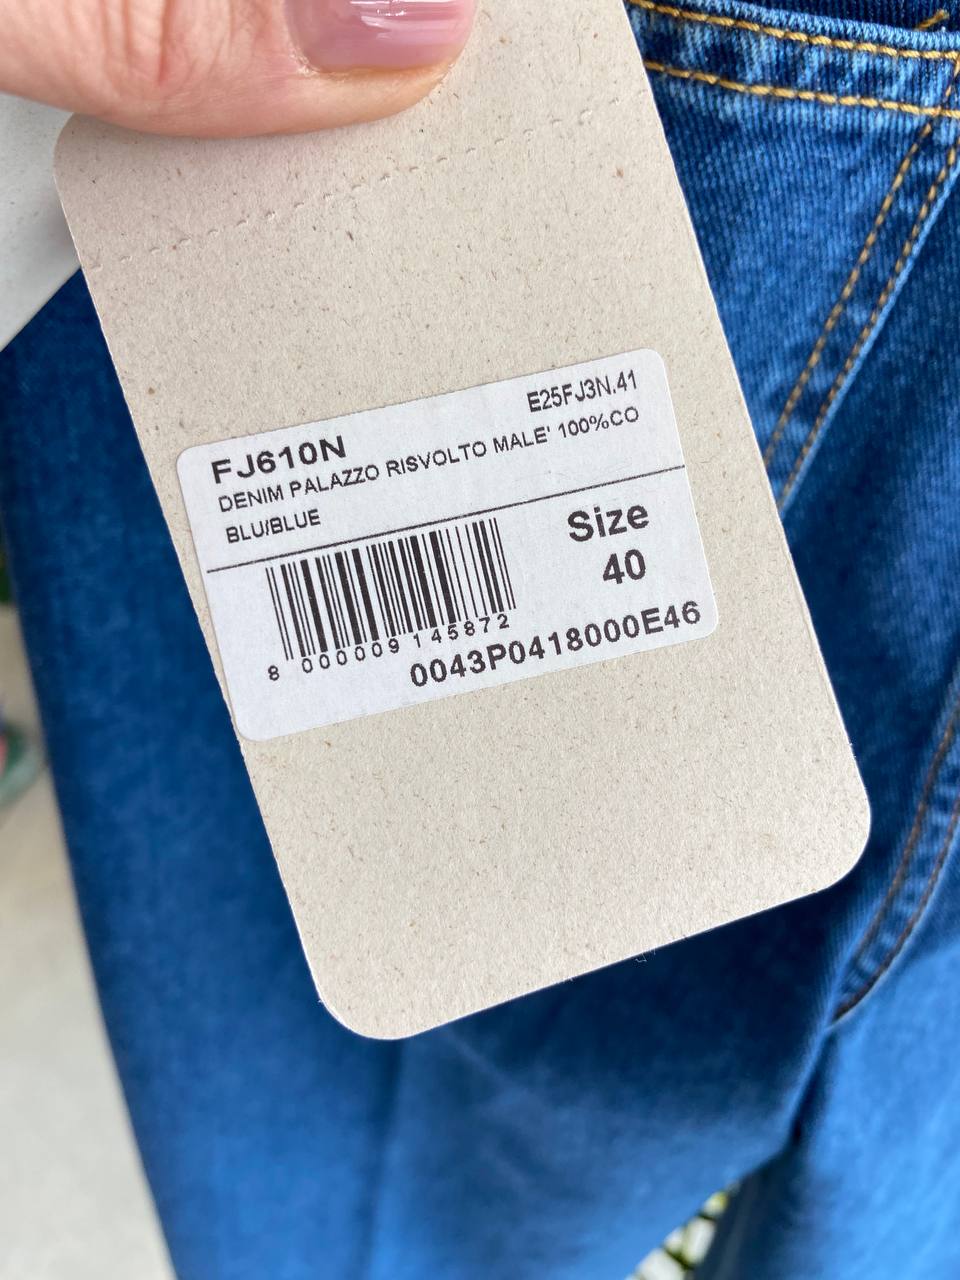 E25FJ3N.41
FJ610N
DENIM PALAZZO RISVOLTO MALE' 100%CO
BLU/BLUE
Size
40
8 000009 145872
0043P0418000E46